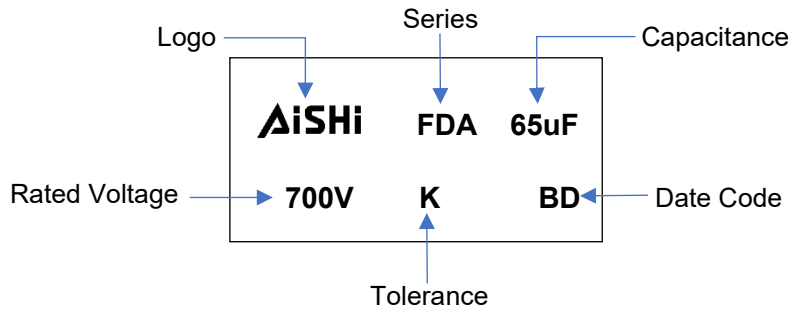 Series
Logo
Capacitance
AiSHi FDA 65uF
Rated Voltage
700V K BD
Date Code
Tolerance